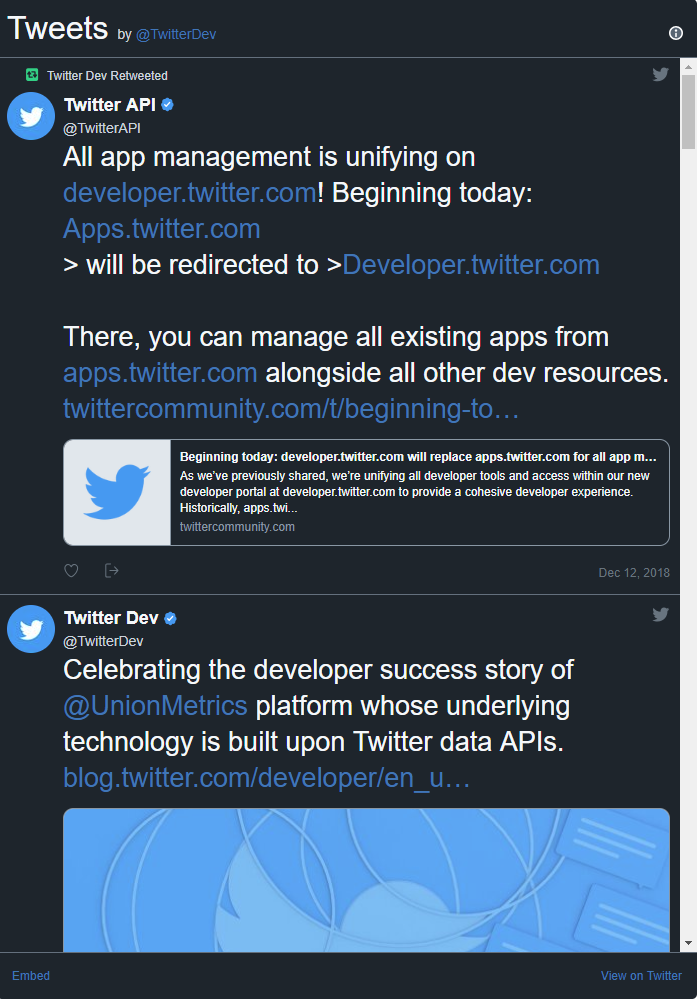 Tweets by @TwitterDev
Twitter Dev Retweeted
Twitter API
@TwitterAPI
All app management is unifying on
developer.twitter.com! Beginning today:
Apps.twitter.com
> will be redirected to >Developer.twitter.com
There, you can manage all existing apps from
apps.twitter.com alongside all other dev resources.
twittercommunity.com/t/beginning-to…
Beginning today: developer.twitter.com will replace apps.twitter.com for all app m...
As we’ve previously shared, we’re unifying all developer tools and access within our new
developer portal at developer.twitter.com to provide a cohesive developer experience.
Historically, apps.twi...
twittercommunity.com
Dec 12, 2018
Twitter Dev
@TwitterDev
Celebrating the developer success story of
@UnionMetrics platform whose underlying
technology is built upon Twitter data APIs.
blog.twitter.com/developer/en_u…
Embed
View on Twitter